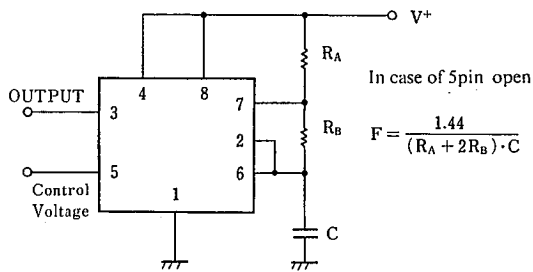 V+
RA
In case of 5pin open
OUTPUT
4
8
3
7
RB
F = 1.44 / (RA + 2RB)·C
2
5
6
Control
Voltage
1
C